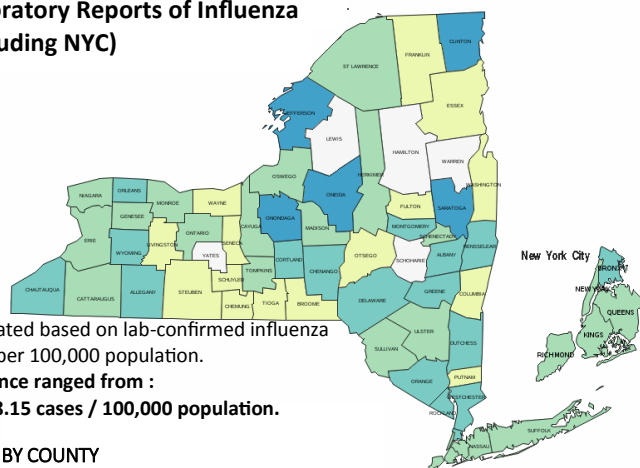 oratory Reports of Influenza
uding NYC)
CLINTON
FRANKLIN
ST LAWRENCE
ESSEX
JEFFERSON
LEWIS
HAMILTON
WARREN
HERKIMER
OSWEGO
ONEIDA
WASHINGTON
NIAGARA
ORLEANS
MONROE
WAYNE
FULTON
SARATOGA
GENESEE
ONONDAGA
CAYUGA
MADISON
MONTGOMERY
SCHENECTADY
ERIE
WYOMING
LIVINGSTON
ONTARIO
SENECA
YATES
CORTLAND
OTSEGO
SCHOHARIE
ALBANY
RENSSELAER
New York City
CHAUTAUQUA
CATTARAUGUS
ALLEGANY
STEUBEN
SCHUYLER
TOMPKINS
CHENANGO
CHEMUNG
TIOGA
BROOME
DELAWARE
GREENE
COLUMBIA
BRONX
NEW YORK
QUEENS
KINGS
RICHMOND
ated based on lab-confirmed influenza
per 100,000 population.
nce ranged from :
3.15 cases / 100,000 population.
SULLIVAN
ULSTER
DUTCHESS
ORANGE
PUTNAM
WESTCHESTER
ROCKLAND
SUFFOLK
NASSAU
BY COUNTY